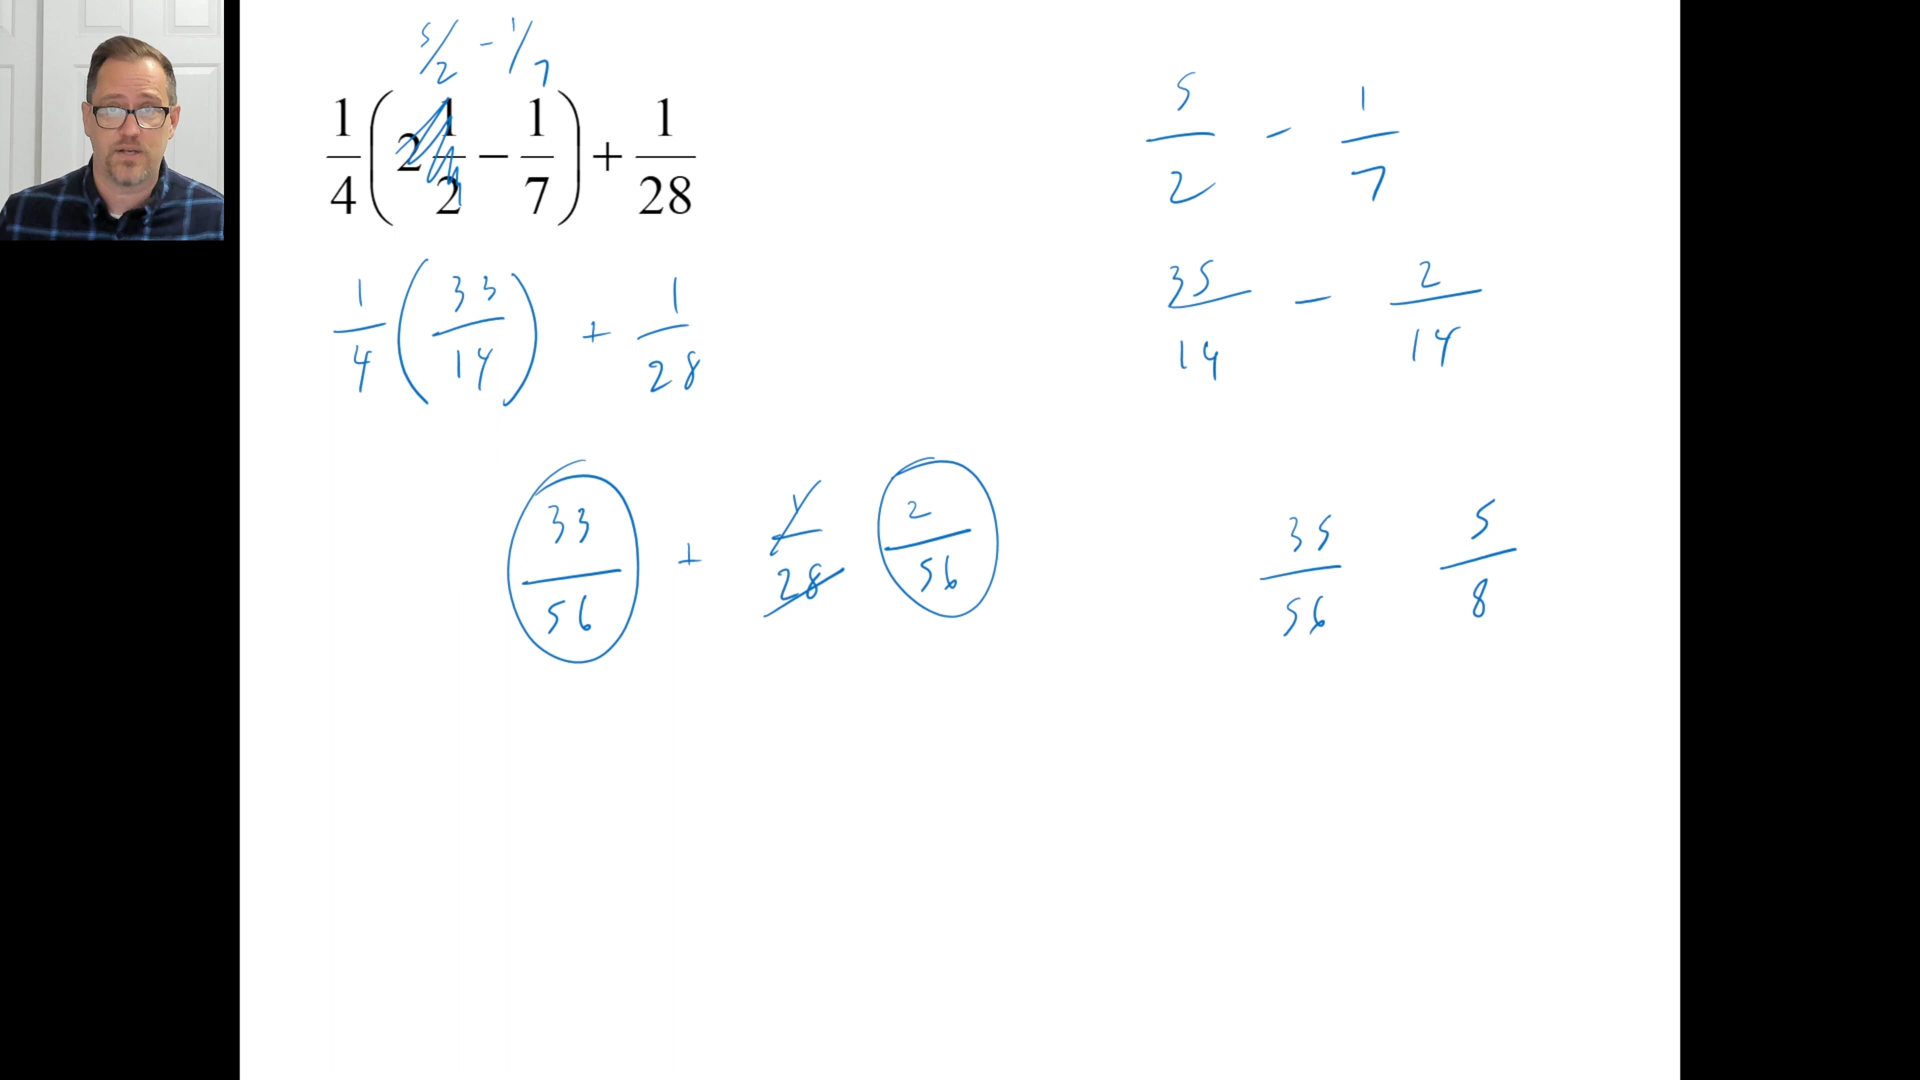 5/2 - 1/7
1/4 ( 2 1/2 - 1/7 ) + 1/28
5/2 - 1/7
1/4 ( 33/14 ) + 1/28
35/14 - 2/14
33/56 + 1/28 2/56
35/56 5/8